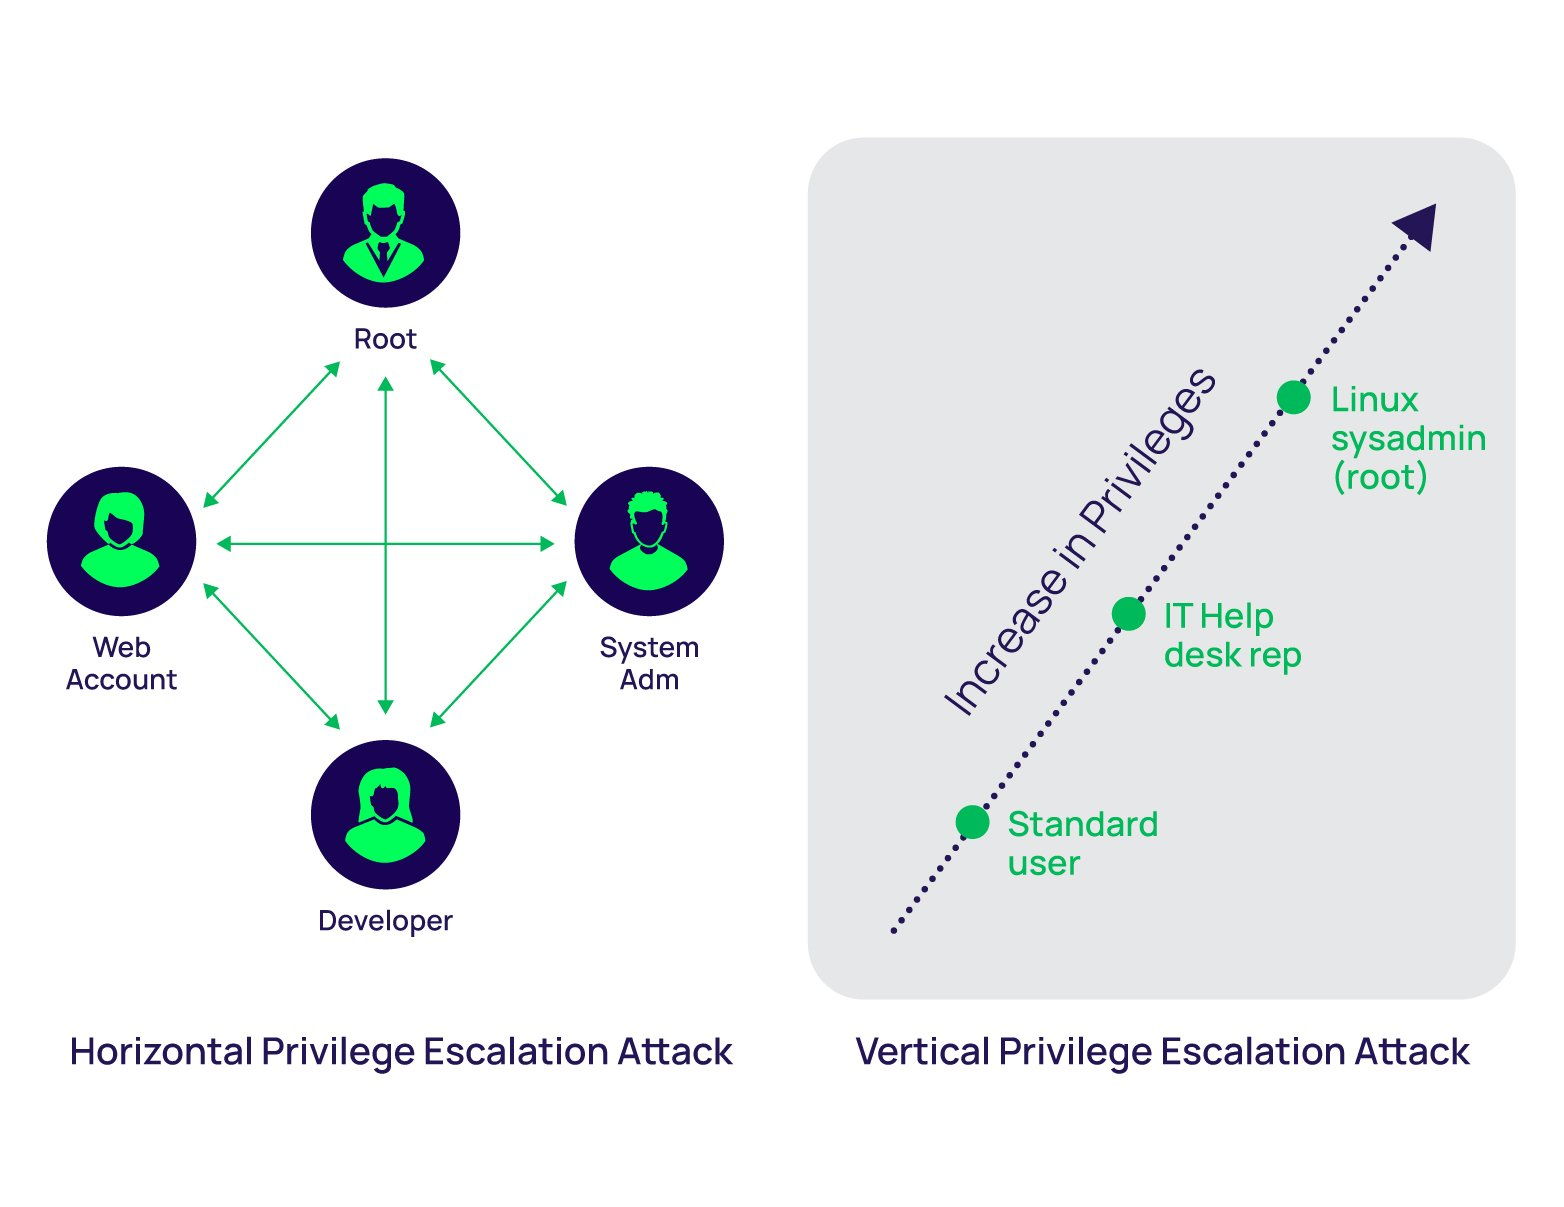 Root
Web
Account
System
Adm
Developer
Horizontal Privilege Escalation Attack
Increase in Privileges
Linux
sysadmin
(root)
IT Help
desk rep
Standard
user
Vertical Privilege Escalation Attack